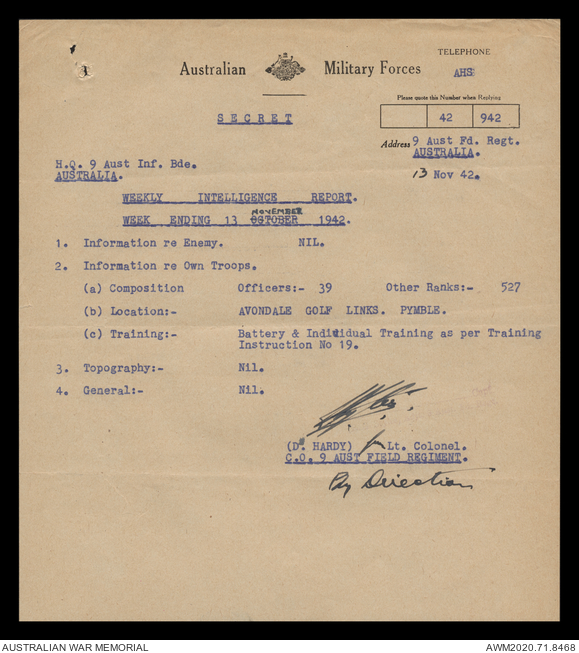 TELEPHONE
Australian Military Forces
AHS
Please quote this Number when Replying
42 942
SECRET
Address 9 Aust Fd. Regt.
AUSTRALIA.
H.Q. 9 Aust Inf. Bde.
AUSTRALIA.
13 Nov 42.
WEEKLY INTELLIGENCE REPORT.
NOVEMBER
WEEK ENDING 13 OCTOBER 1942.
1. Information re Enemy. NIL.
2. Information re Own Troops.
(a) Composition Officers:- 39 Other Ranks:- 527
(b) Location:- AVONDALE GOLF LINKS. PYMBLE.
(c) Training:- Battery & Individual Training as per Training
Instruction No 19.
3. Topography:- Nil.
4. General:- Nil.
(D. HARDY) Lt. Colonel.
C.O. 9 AUST FIELD REGIMENT.
By Direction
AUSTRALIAN WAR MEMORIAL AWM2020.71.8468